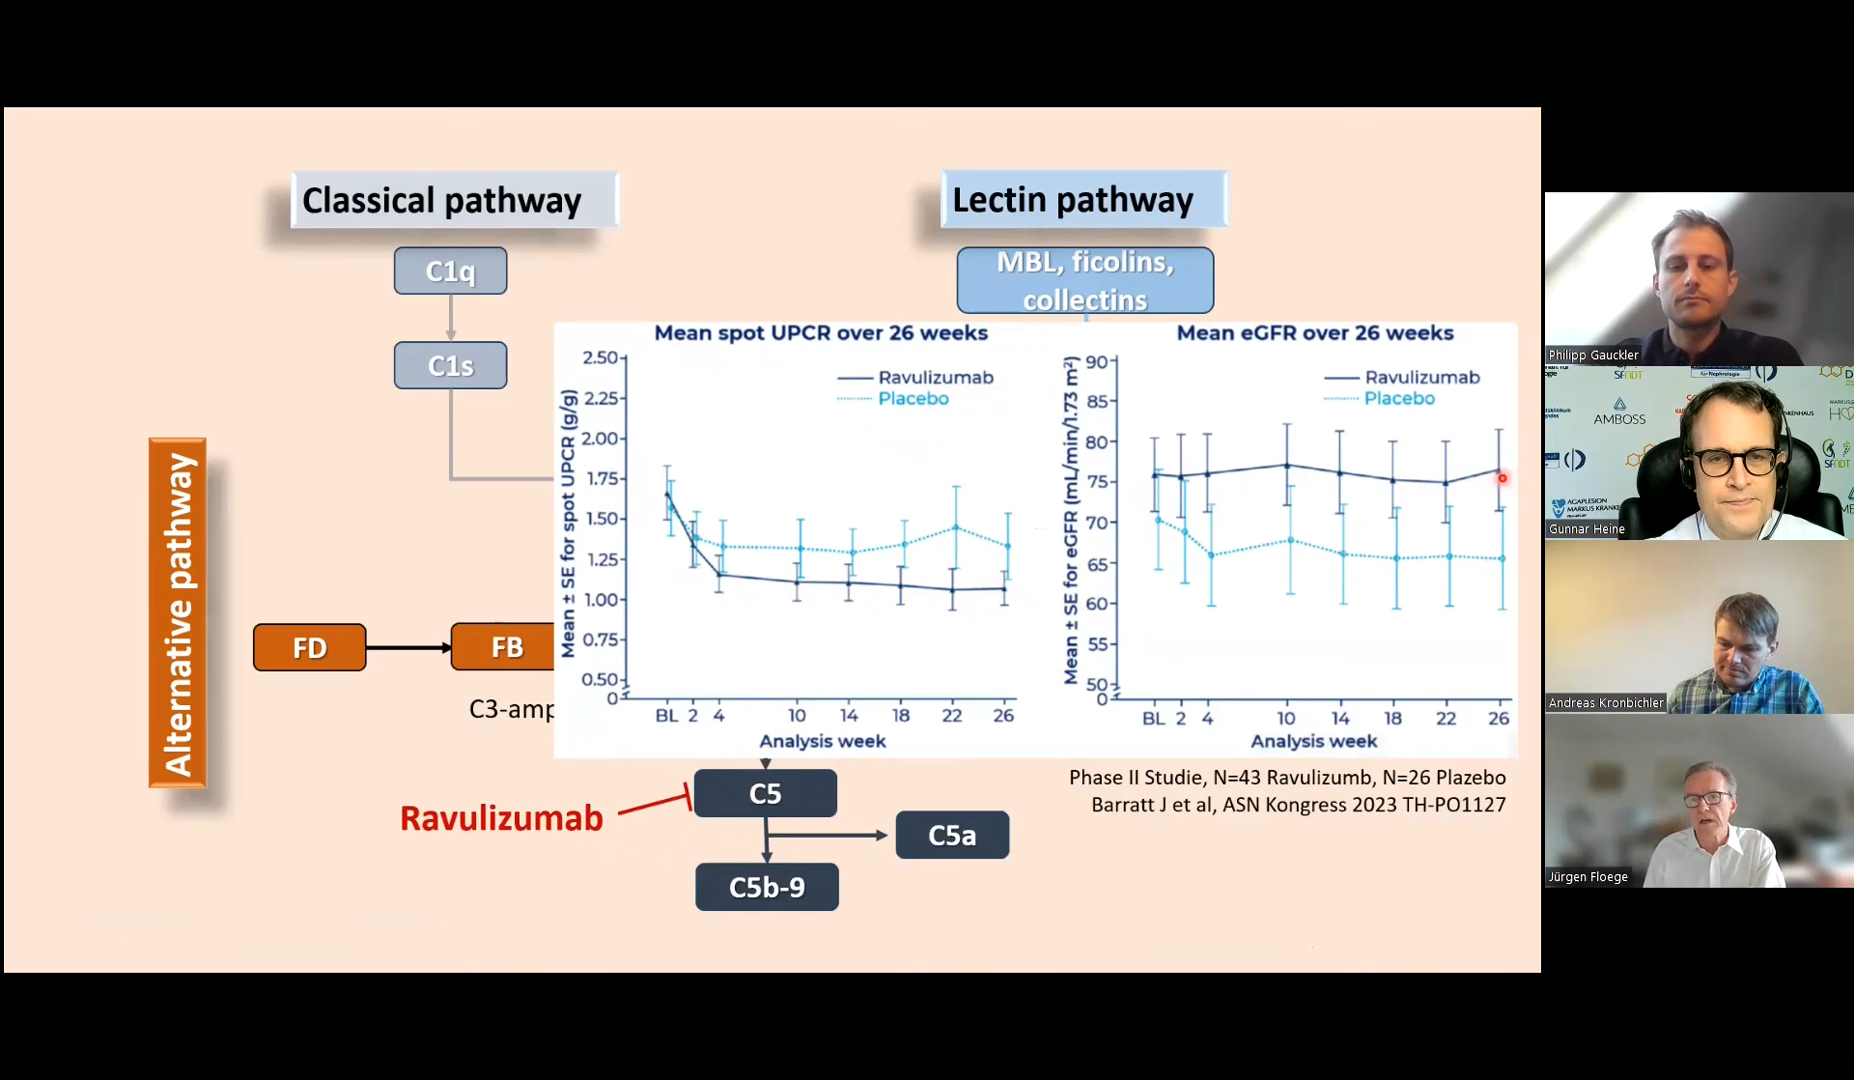 Classical pathway
Lectin pathway
C1q
MBL, ficolins,
collectins
C1s
Alternative pathway
FD
FB
C3-amp
Mean spot UPCR over 26 weeks
Mean ± SE for spot UPCR (g/g)
2.50
2.25
2.00
1.75
1.50
1.25
1.00
0.75
0.50
0
Ravulizumab
Placebo
BL 2 4 10 14 18 22 26
Analysis week
Mean eGFR over 26 weeks
Mean ± SE for eGFR (mL/min/1.73 m²)
90
85
80
75
70
65
60
55
50
0
Ravulizumab
Placebo
BL 2 4 10 14 18 22 26
Analysis week
Phase II Studie, N=43 Ravulizumb, N=26 Plazebo
Barratt J et al, ASN Kongress 2023 TH-PO1127
Ravulizumab
C5
C5a
C5b-9
Philipp Gauckler
für Nephrologie
AMBOSS
AGAPLESION
MARKUS KRANKE
Gunnar Heine
Andreas Kronbichler
Jürgen Floege